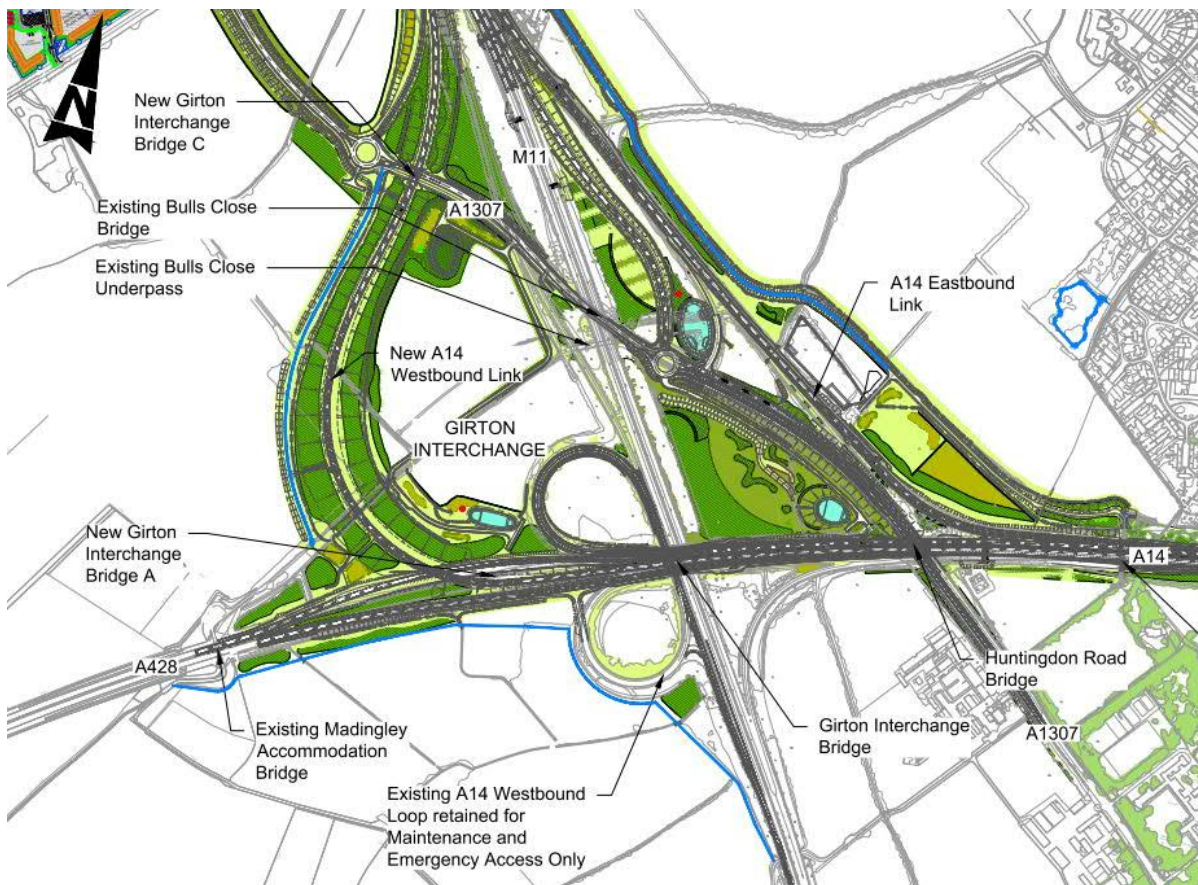 N
New Girton
Interchange
Bridge C
M11
Existing Bulls Close
Bridge
A1307
Existing Bulls Close
Underpass
A14 Eastbound
Link
New A14
Westbound Link
GIRTON
INTERCHANGE
New Girton
Interchange
Bridge A
A14
A428
Huntingdon Road
Bridge
Existing Madingley
Accommodation
Bridge
Girton Interchange
Bridge
A1307
Existing A14 Westbound
Loop retained for
Maintenance and
Emergency Access Only